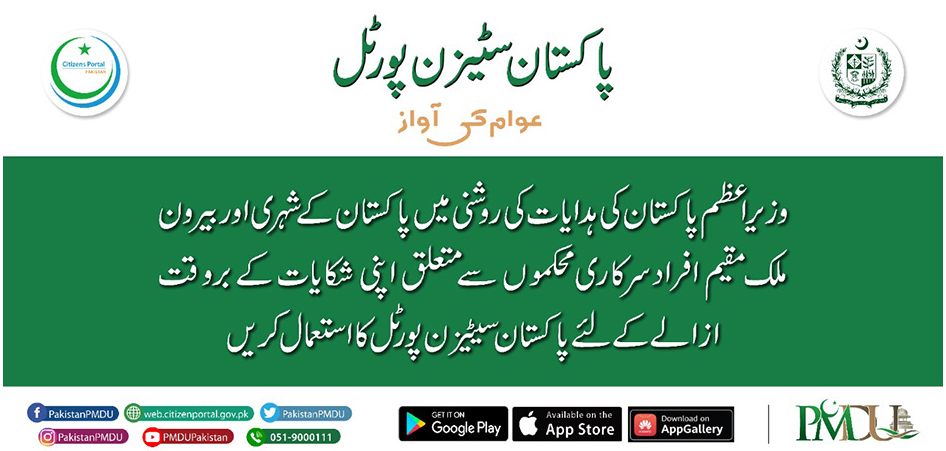 پاکستان سٹیزن پورٹل
عوام کی آواز
Citizens Portal
PAKISTAN
وزیراعظم پاکستان کی ہدایات کی روشنی میں پاکستان کے شہری اور بیرون
ملک مقیم افراد سرکاری محکموں سے متعلق اپنی شکایات کے بروقت
ازالے کے لئے پاکستان سیٹیزن پورٹل کا استعمال کریں
PakistanPMDU
web.citizenportal.gov.pk
PakistanPMDU
PakistanPMDU
PMDUPakistan
051-9000111
GET IT ON
Google Play
Available on the
App Store
Download on
AppGallery
PMDU